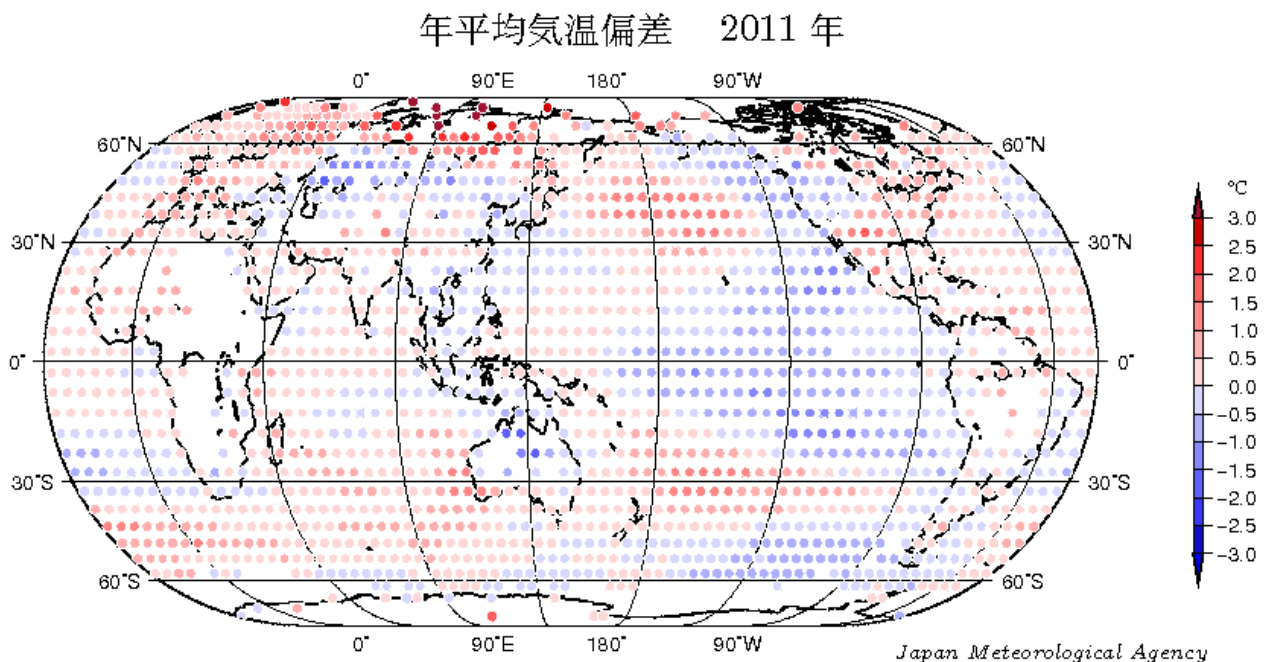 年平均気温偏差 2011 年
0° 90°E 180° 90°W
60°N 60°N
30°N 30°N
0° 0°
30°S 30°S
60°S 60°S
0° 90°E 180° 90°W
°C
3.0
2.5
2.0
1.5
1.0
0.5
0.0
-0.5
-1.0
-1.5
-2.0
-2.5
-3.0
Japan Meteorological Agency